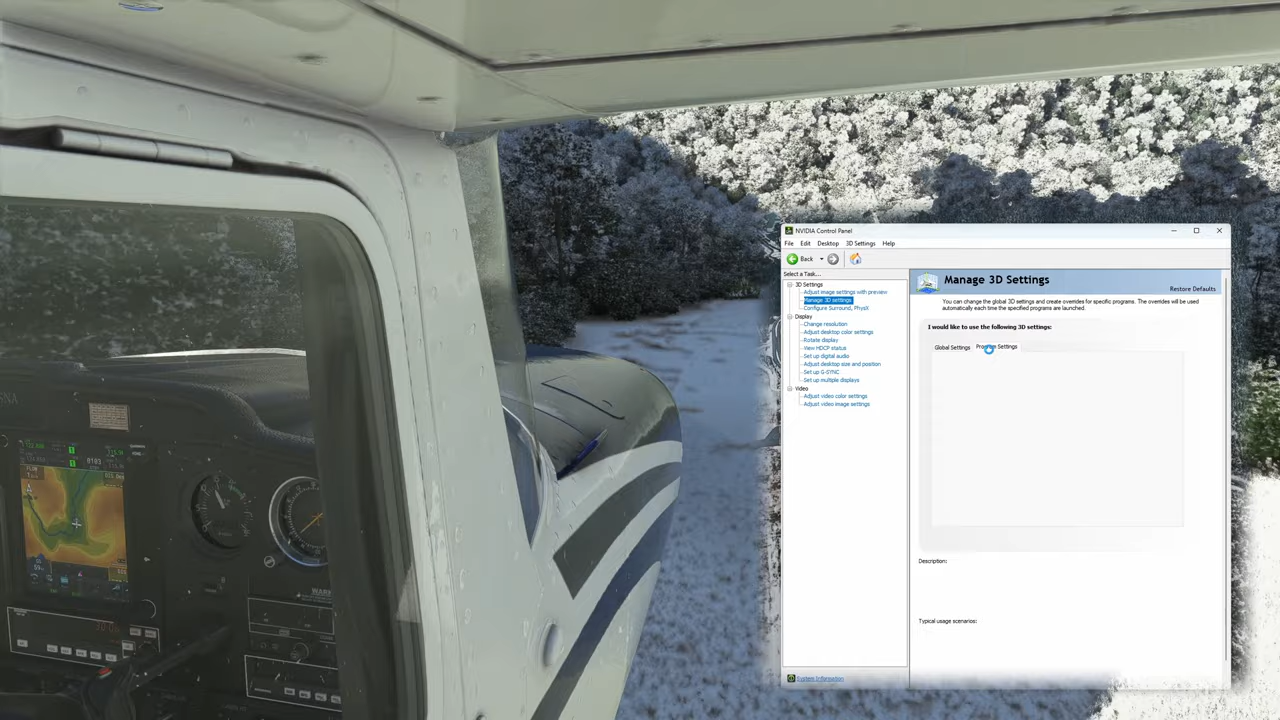 NVIDIA Control Panel
File Edit Desktop 3D Settings Help
Back
Select a Task...
3D Settings
Adjust image settings with preview
Manage 3D settings
Configure Surround, PhysX
Display
Change resolution
Adjust desktop color settings
Rotate display
View HDCP status
Set up digital audio
Adjust desktop size and position
Set up G-SYNC
Set up multiple displays
Video
Adjust video color settings
Adjust video image settings
System Information
Manage 3D Settings
Restore Defaults
You can change the global 3D settings and create overrides for specific programs. The overrides will be used
automatically each time the specified programs are launched.
I would like to use the following 3D settings:
Global Settings
Settings
Description:
Typical usage scenarios: